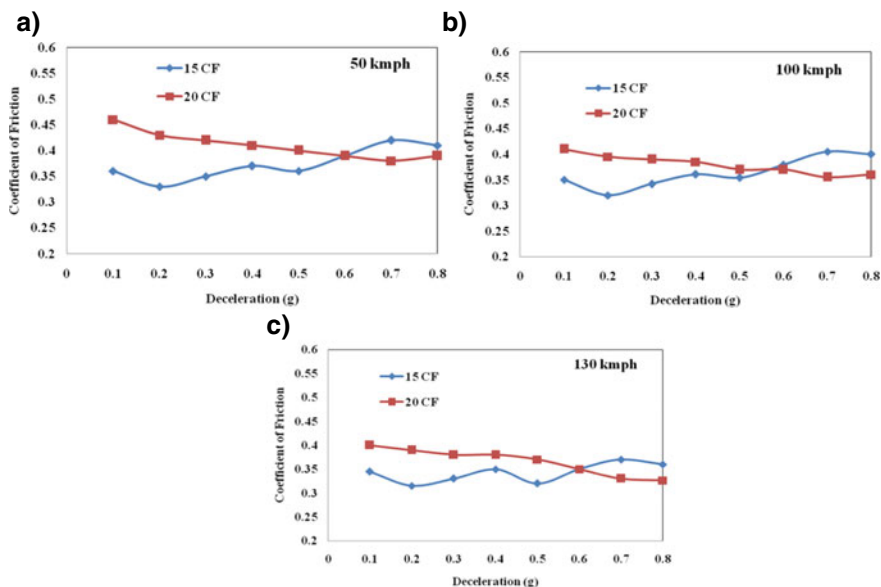 a)
50 kmph
15 CF
20 CF
Coefficient of Friction
0.6
0.55
0.5
0.45
0.4
0.35
0.3
0.25
0.2
0 0.1 0.2 0.3 0.4 0.5 0.6 0.7 0.8
Deceleration (g)
b)
100 kmph
15 CF
20 CF
Coefficient of Friction
0.6
0.55
0.5
0.45
0.4
0.35
0.3
0.25
0.2
0 0.1 0.2 0.3 0.4 0.5 0.6 0.7 0.8
Deceleration (g)
c)
130 kmph
15 CF
20 CF
Coefficient of Friction
0.6
0.55
0.5
0.45
0.4
0.35
0.3
0.25
0.2
0 0.1 0.2 0.3 0.4 0.5 0.6 0.7 0.8
Deceleration (g)